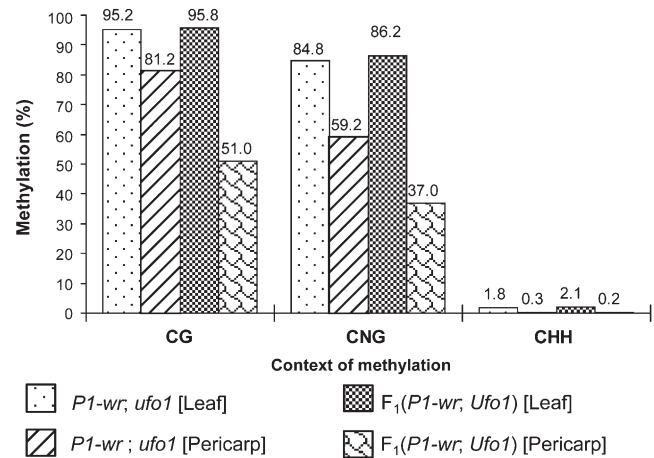 95.2 81.2 95.8 51.0
84.8 59.2 86.2 37.0
1.8 0.3 2.1 0.2
Methylation (%)
100
90
80
70
60
50
40
30
20
10
0
CG CNG CHH
Context of methylation
P1-wr; ufo1 [Leaf] F1(P1-wr; Ufo1) [Leaf]
P1-wr ; ufo1 [Pericarp] F1(P1-wr; Ufo1) [Pericarp]